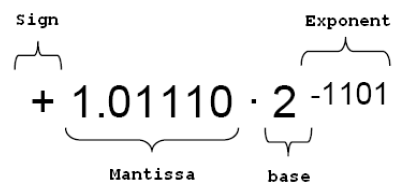 Sign Exponent
+ 1.01110 · 2 -1101
Mantissa base